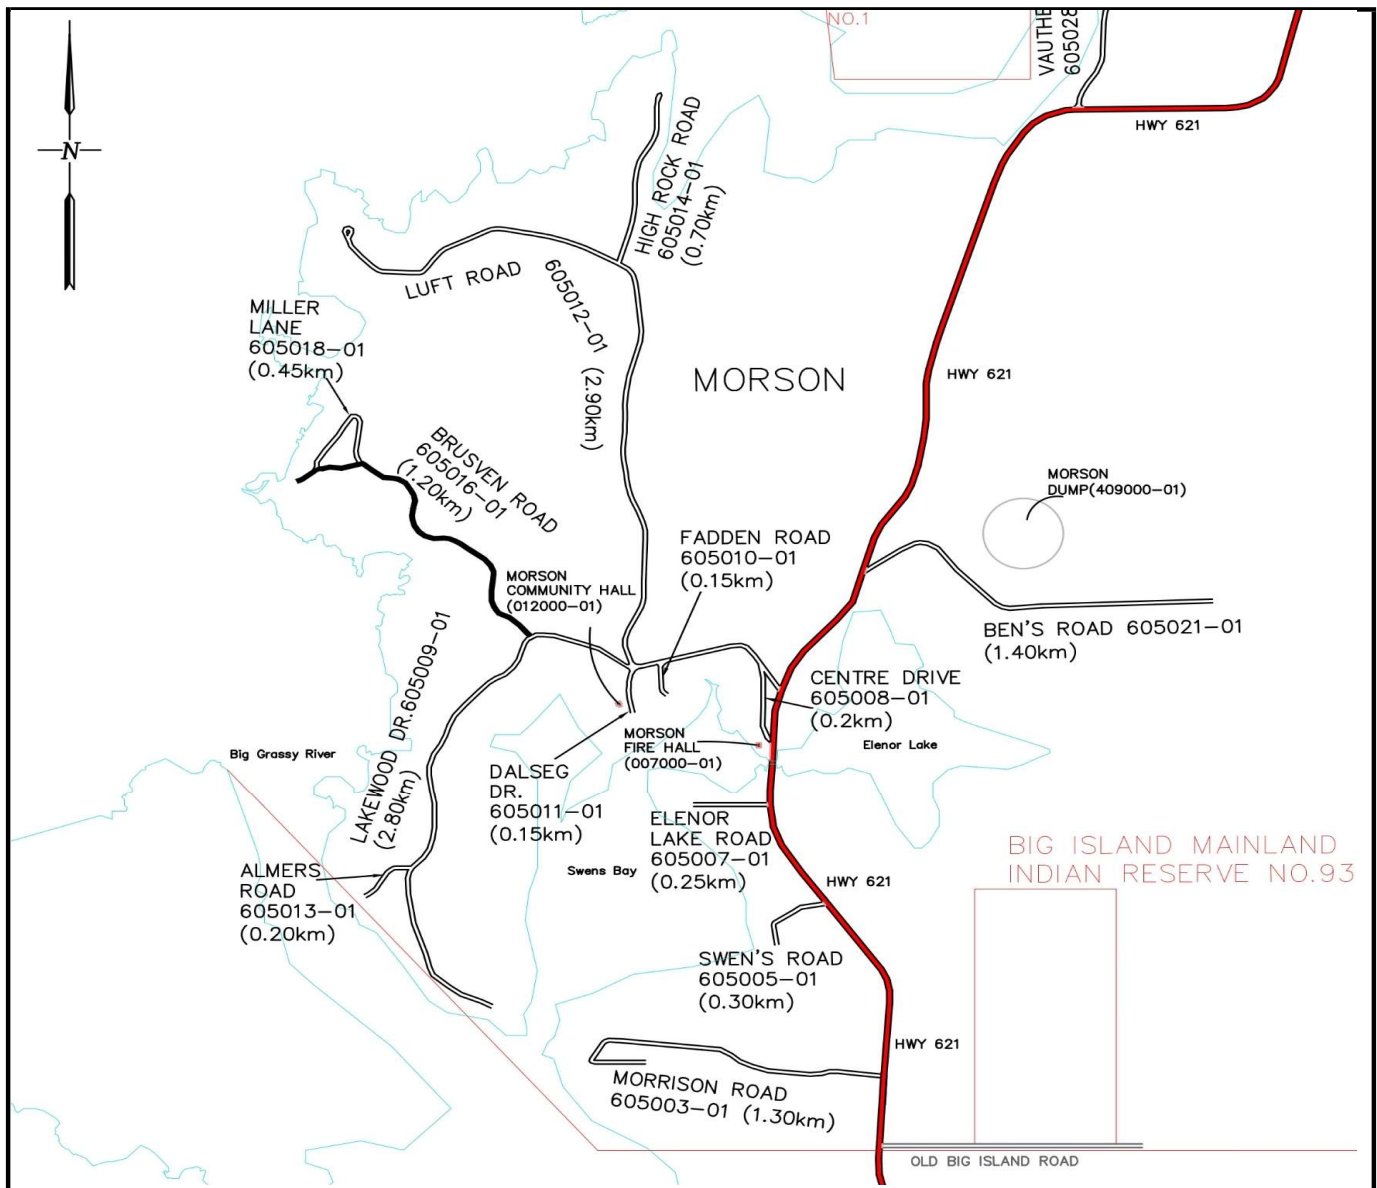 NO.1
VAUTHE
605028
HWY 621
N
HIGH ROCK ROAD
605014-01
(0.70km)
LUFT ROAD
605012-01 (2.90km)
MILLER
LANE
605018-01
(0.45km)
MORSON
HWY 621
BRUSVEN ROAD
605016-01
(1.20km)
MORSON
DUMP(409000-01)
FADDEN ROAD
605010-01
(0.15km)
MORSON
COMMUNITY HALL
(012000-01)
BEN'S ROAD 605021-01
(1.40km)
LAKEWOOD DR.605009-01
(2.80km)
CENTRE DRIVE
605008-01
(0.2km)
Big Grassy River
MORSON
FIRE HALL
(007000-01)
Elenor Lake
DALSEG
DR.
605011-01
(0.15km)
ELENOR
LAKE ROAD
605007-01
(0.25km)
Swens Bay
BIG ISLAND MAINLAND
INDIAN RESERVE NO.93
ALMERS
ROAD
605013-01
(0.20km)
HWY 621
SWEN'S ROAD
605005-01
(0.30km)
HWY 621
MORRISON ROAD
605003-01 (1.30km)
OLD BIG ISLAND ROAD